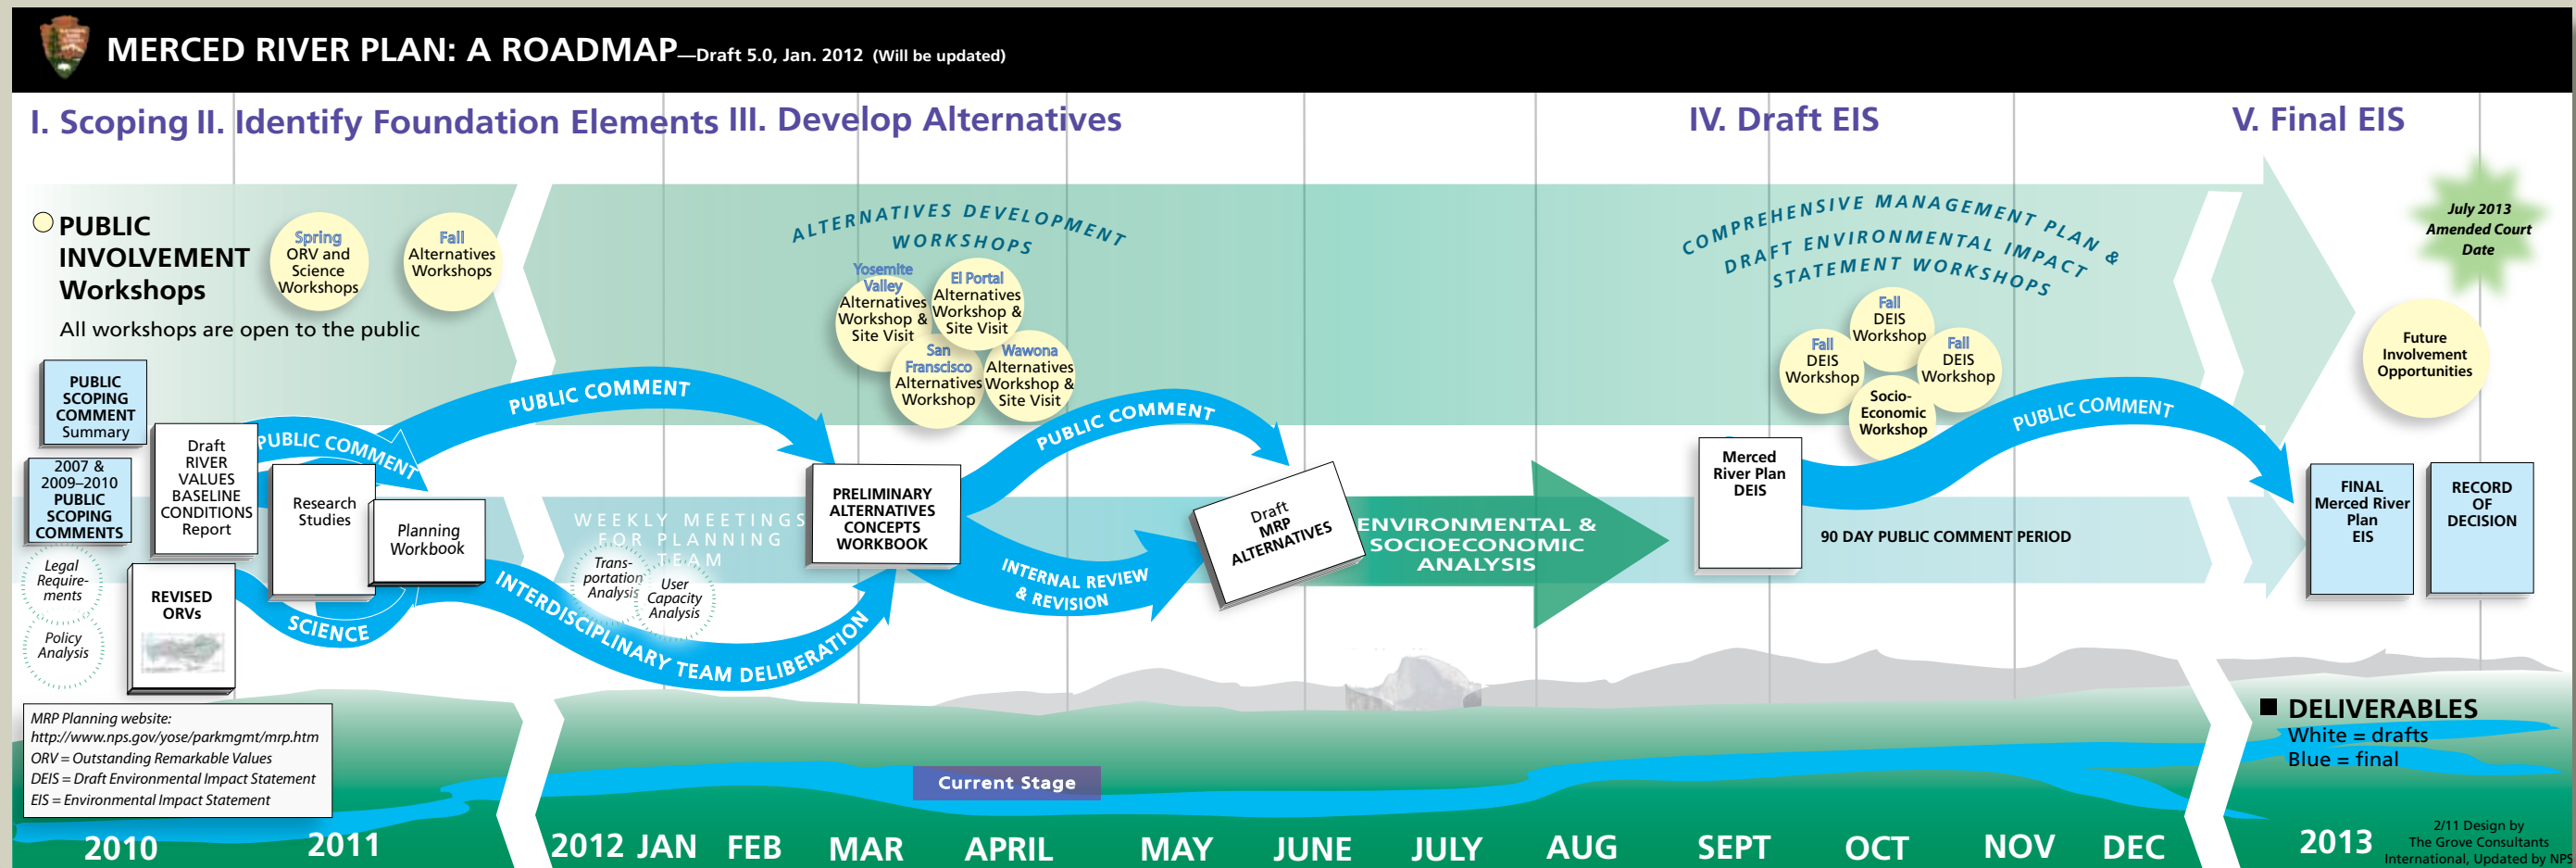 MERCED RIVER PLAN: A ROADMAP—Draft 5.0, Jan. 2012 (Will be updated)
I. Scoping II. Identify Foundation Elements III. Develop Alternatives IV. Draft EIS V. Final EIS
PUBLIC
INVOLVEMENT
Workshops
All workshops are open to the public
Spring
ORV and
Science
Workshops
Fall
Alternatives
Workshops
ALTERNATIVES DEVELOPMENT
WORKSHOPS
Yosemite
Valley
Alternatives
Workshop &
Site Visit
El Portal
Alternatives
Workshop &
Site Visit
San
Franscisco
Alternatives
Workshop
Wawona
Alternatives
Workshop &
Site Visit
COMPREHENSIVE MANAGEMENT PLAN &
DRAFT ENVIRONMENTAL IMPACT
STATEMENT WORKSHOPS
Fall
DEIS
Workshop
Fall
DEIS
Workshop
Fall
DEIS
Workshop
Socio-
Economic
Workshop
July 2013
Amended Court
Date
Future
Involvement
Opportunities
PUBLIC
SCOPING
COMMENT
Summary
2007 &
2009–2010
PUBLIC
SCOPING
COMMENTS
Legal
Require-
ments
Policy
Analysis
Draft
RIVER
VALUES
BASELINE
CONDITIONS
Report
REVISED
ORVs
PUBLIC COMMENT
Research
Studies
Planning
Workbook
SCIENCE
PUBLIC COMMENT
WEEKLY MEETINGS
FOR PLANNING
TEAM
Trans-
portation
Analysis
User
Capacity
Analysis
INTERDISCIPLINARY TEAM DELIBERATION
PRELIMINARY
ALTERNATIVES
CONCEPTS
WORKBOOK
PUBLIC COMMENT
INTERNAL REVIEW
& REVISION
Draft
MRP
ALTERNATIVES
ENVIRONMENTAL &
SOCIOECONOMIC
ANALYSIS
Merced
River Plan
DEIS
PUBLIC COMMENT
90 DAY PUBLIC COMMENT PERIOD
FINAL
Merced River
Plan
EIS
RECORD
OF
DECISION
MRP Planning website:
http://www.nps.gov/yose/parkmgmt/mrp.htm
ORV = Outstanding Remarkable Values
DEIS = Draft Environmental Impact Statement
EIS = Environmental Impact Statement
Current Stage
DELIVERABLES
White = drafts
Blue = final
2010 2011 2012 JAN FEB MAR APRIL MAY JUNE JULY AUG SEPT OCT NOV DEC 2013
2/11 Design by
The Grove Consultants
International, Updated by NPS